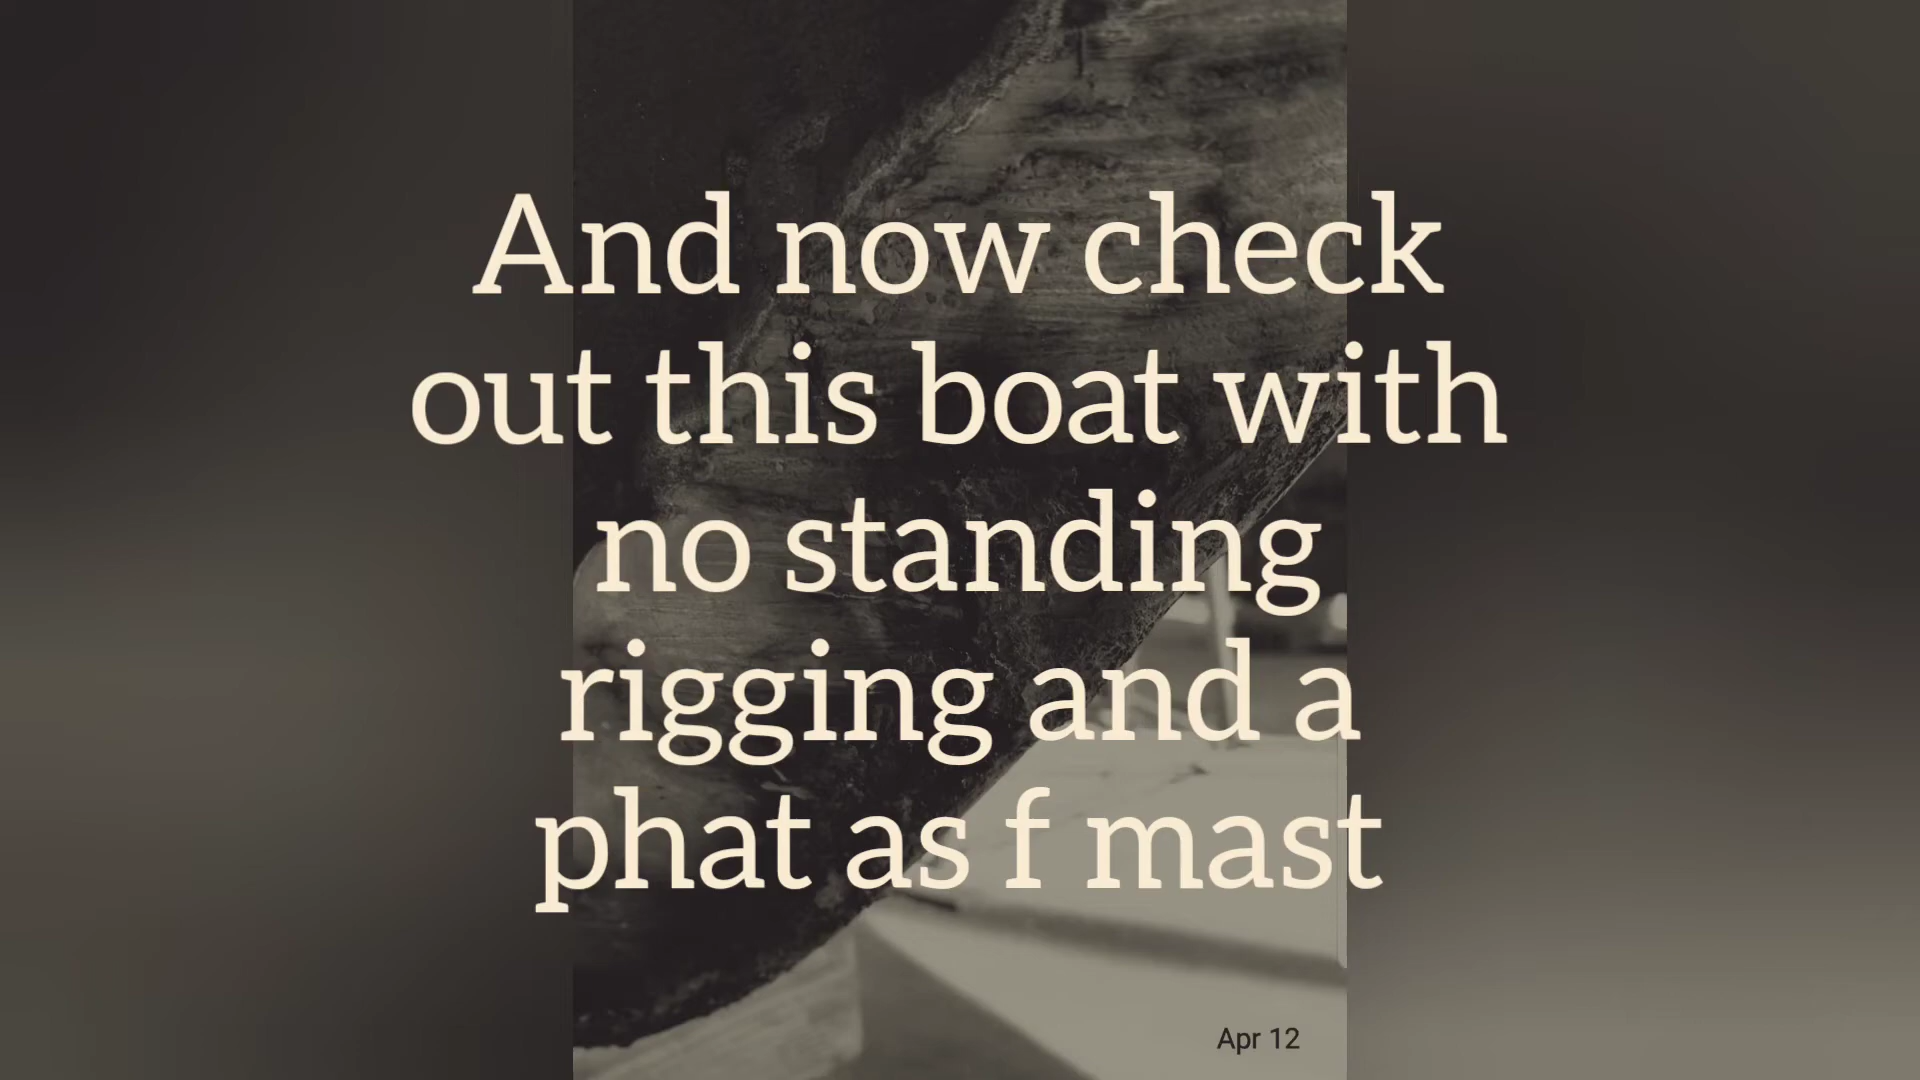 And now check
out this boat with
no standing
rigging and a
phat as f mast
Apr 12